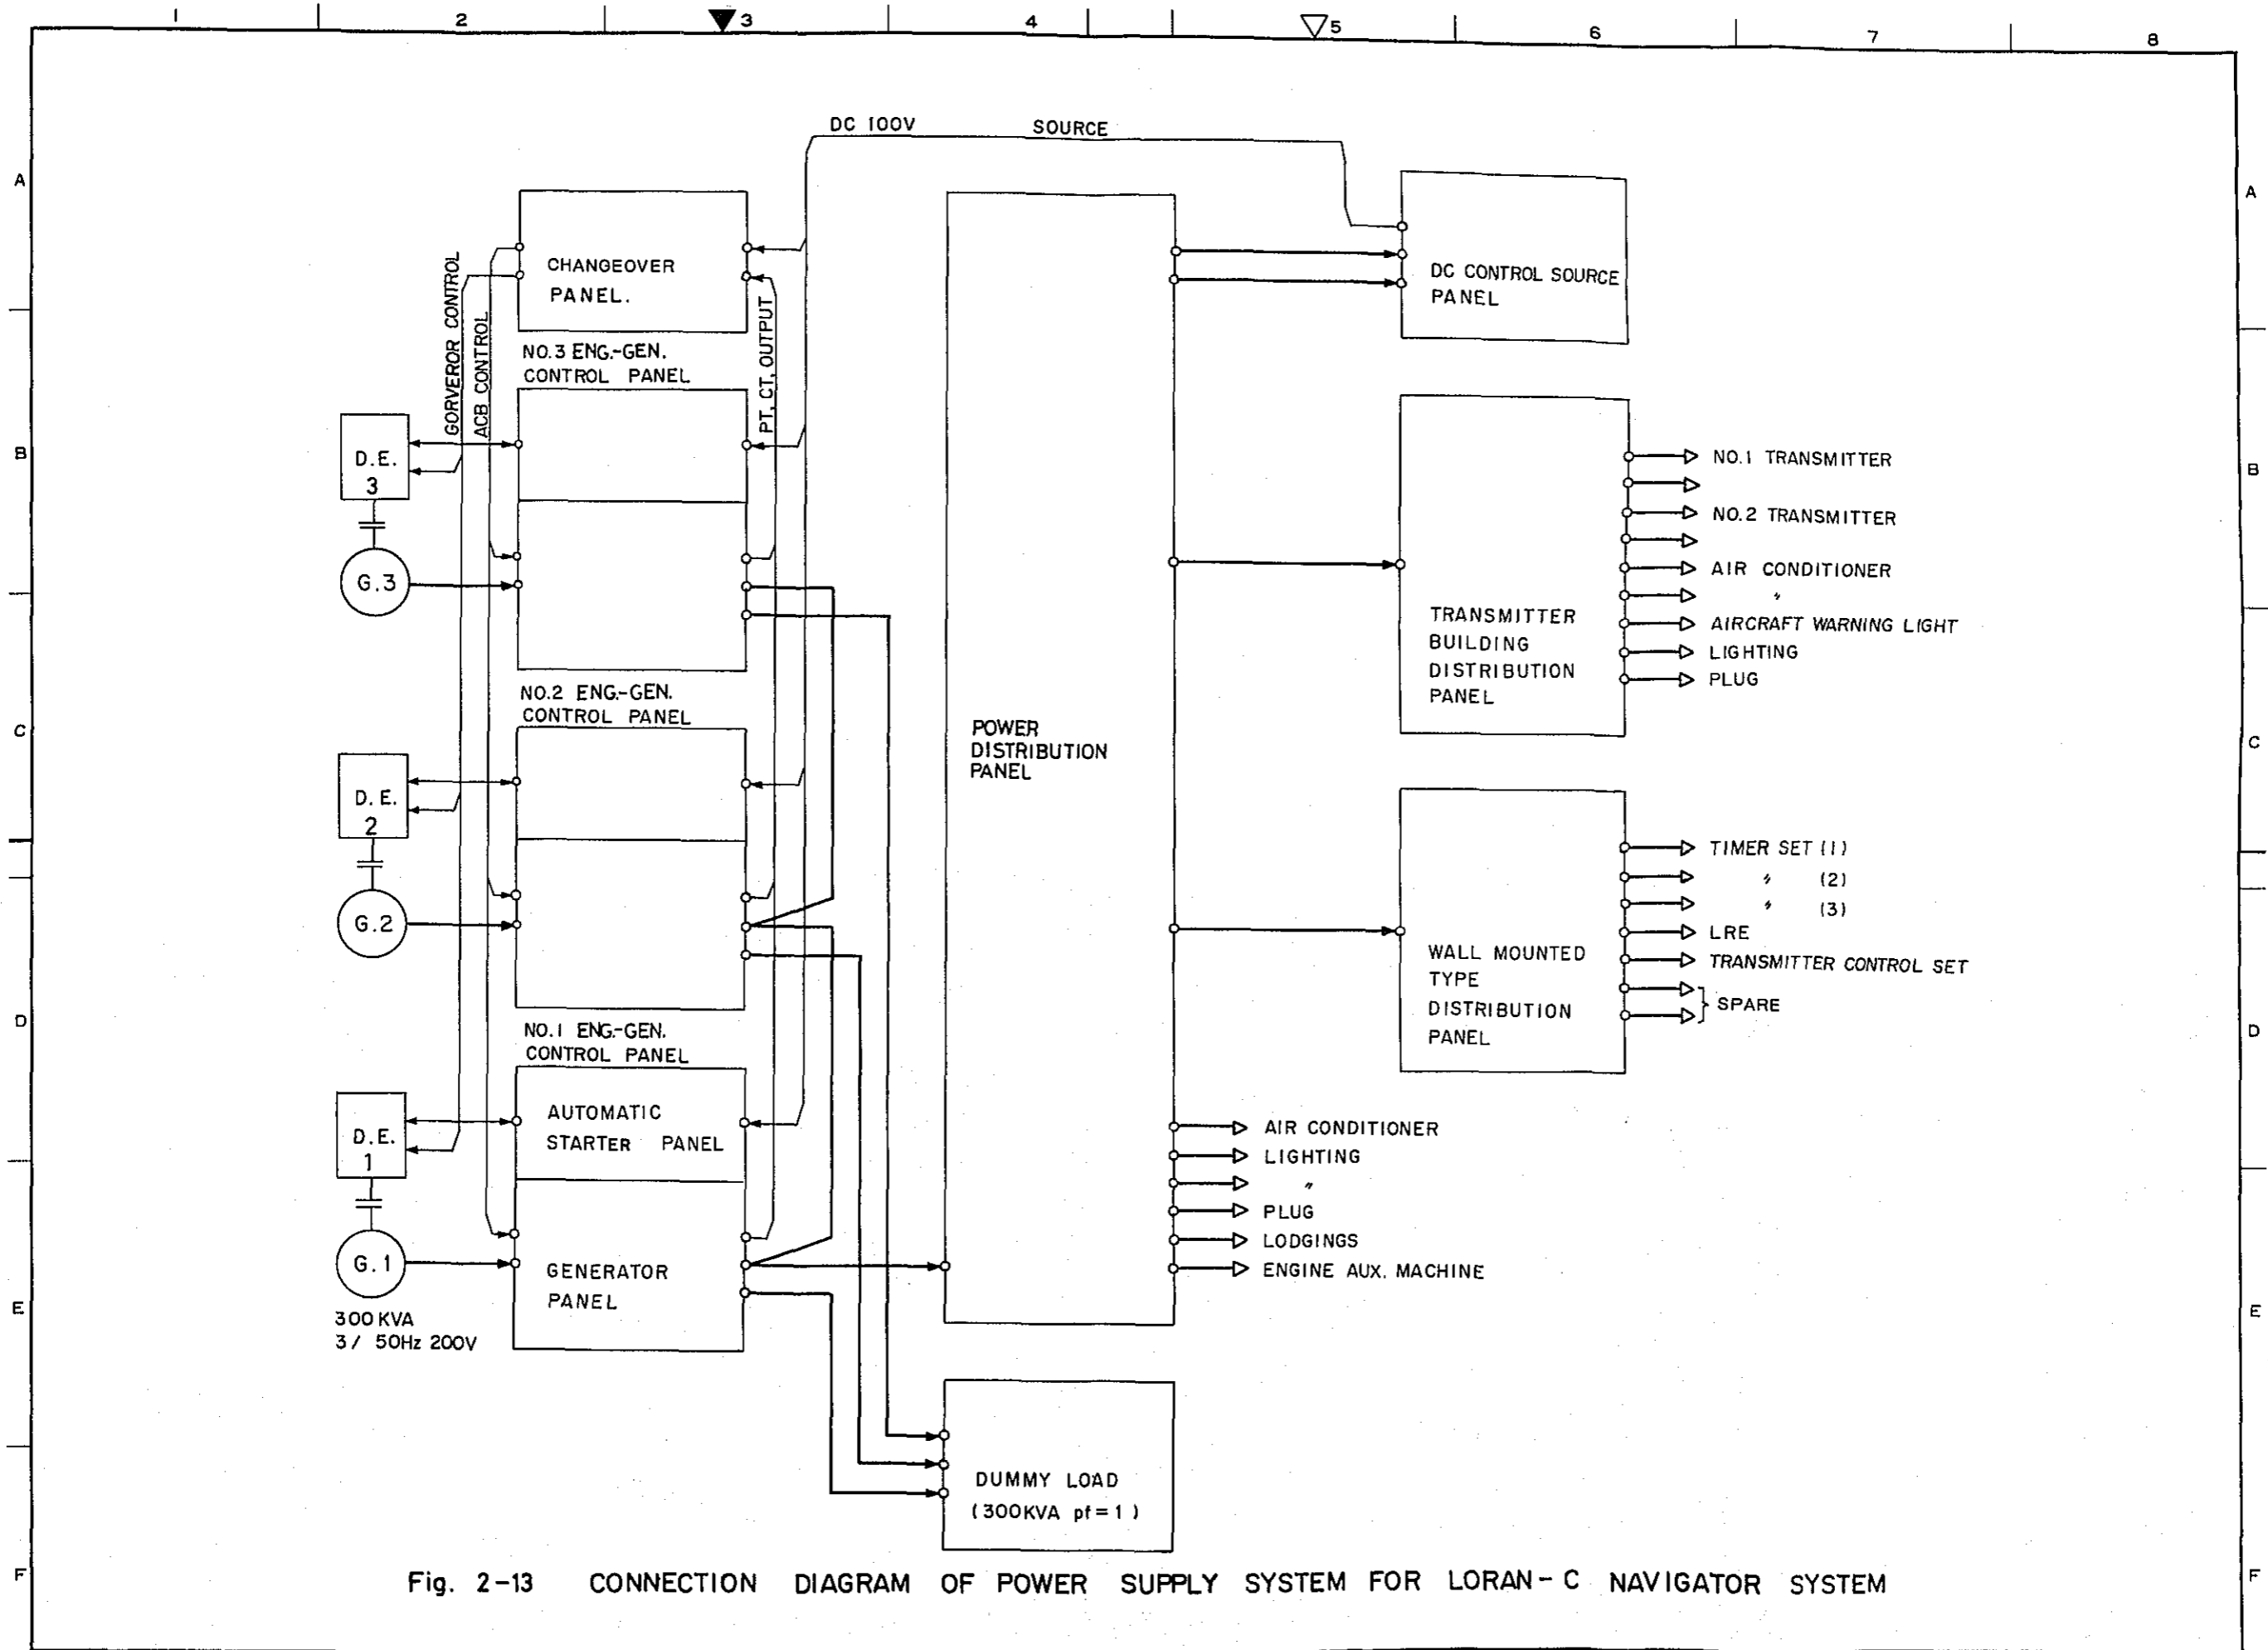 1 2 3 4 5 6 7 8
A
B
C
D
E
F
A
B
C
D
E
F
DC 100V SOURCE
CHANGEOVER
PANEL.
GORVEROR CONTROL
ACB CONTROL
PT, CT, OUTPUT
NO.3 ENG.-GEN.
CONTROL PANEL
D.E.
3
G.3
NO.2 ENG.-GEN.
CONTROL PANEL
D.E.
2
G.2
NO.1 ENG.-GEN.
CONTROL PANEL
AUTOMATIC
STARTER PANEL
D.E.
1
G.1
GENERATOR
PANEL
300 KVA
3 / 50Hz 200V
POWER
DISTRIBUTION
PANEL
DC CONTROL SOURCE
PANEL
TRANSMITTER
BUILDING
DISTRIBUTION
PANEL
NO.1 TRANSMITTER
NO.2 TRANSMITTER
AIR CONDITIONER
〃
AIRCRAFT WARNING LIGHT
LIGHTING
PLUG
WALL MOUNTED
TYPE
DISTRIBUTION
PANEL
TIMER SET (1)
〃 (2)
〃 (3)
LRE
TRANSMITTER CONTROL SET
SPARE
AIR CONDITIONER
LIGHTING
〃
PLUG
LODGINGS
ENGINE AUX. MACHINE
DUMMY LOAD
(300KVA pf=1)
Fig. 2-13 CONNECTION DIAGRAM OF POWER SUPPLY SYSTEM FOR LORAN-C NAVIGATOR SYSTEM